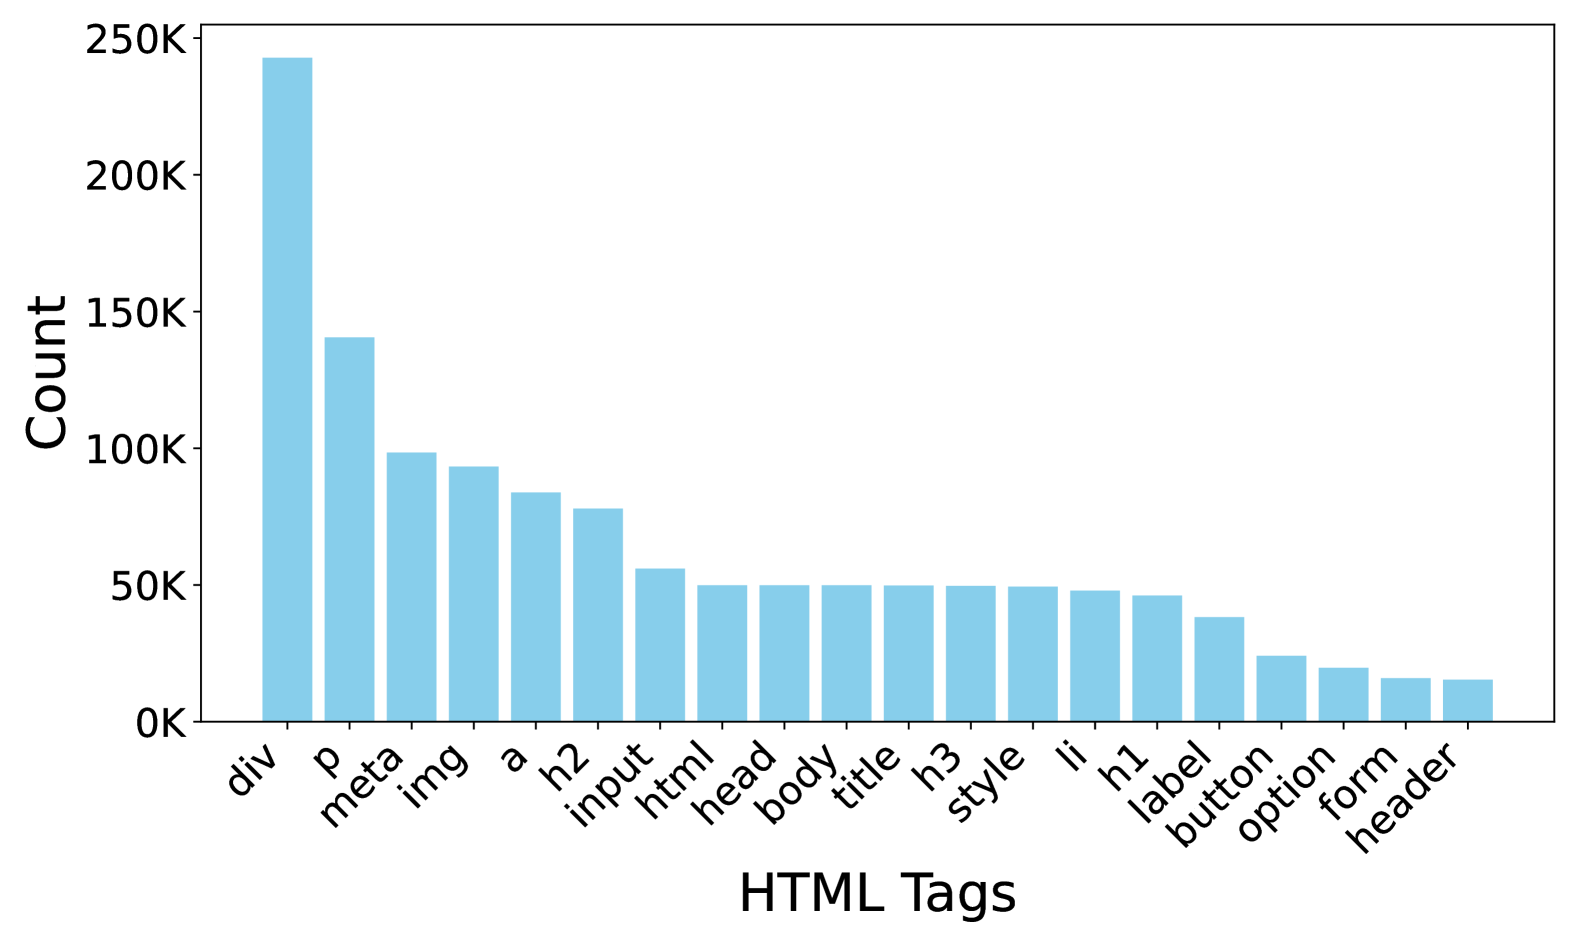 250K
200K
150K
100K
50K
0K
Count
div
p
meta
img
a
h2
input
html
head
body
title
h3
style
li
h1
label
button
option
form
header
HTML Tags